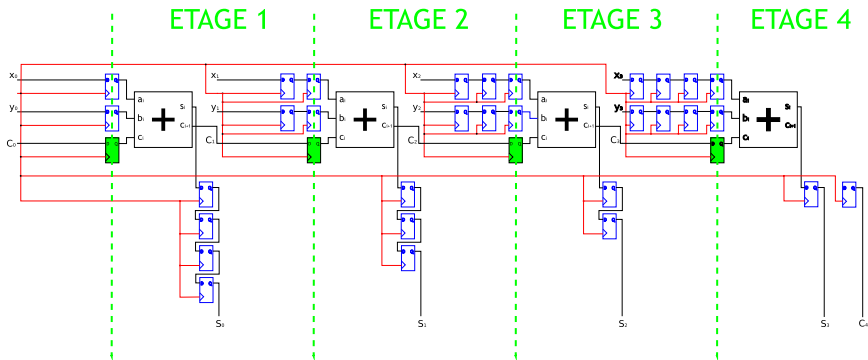 ETAGE 1 ETAGE 2 ETAGE 3 ETAGE 4
x₀ x₁ x₂ x₃
aᵢ aᵢ aᵢ aᵢ
sᵢ sᵢ sᵢ sᵢ
y₀ y₁ y₂ y₃
bᵢ + bᵢ + bᵢ + bᵢ +
cᵢ₊₁ cᵢ₊₁ cᵢ₊₁ cᵢ₊₁
C₀ cᵢ C₁ cᵢ C₂ cᵢ C₃ cᵢ
S₀ S₁ S₂ S₃ C₄